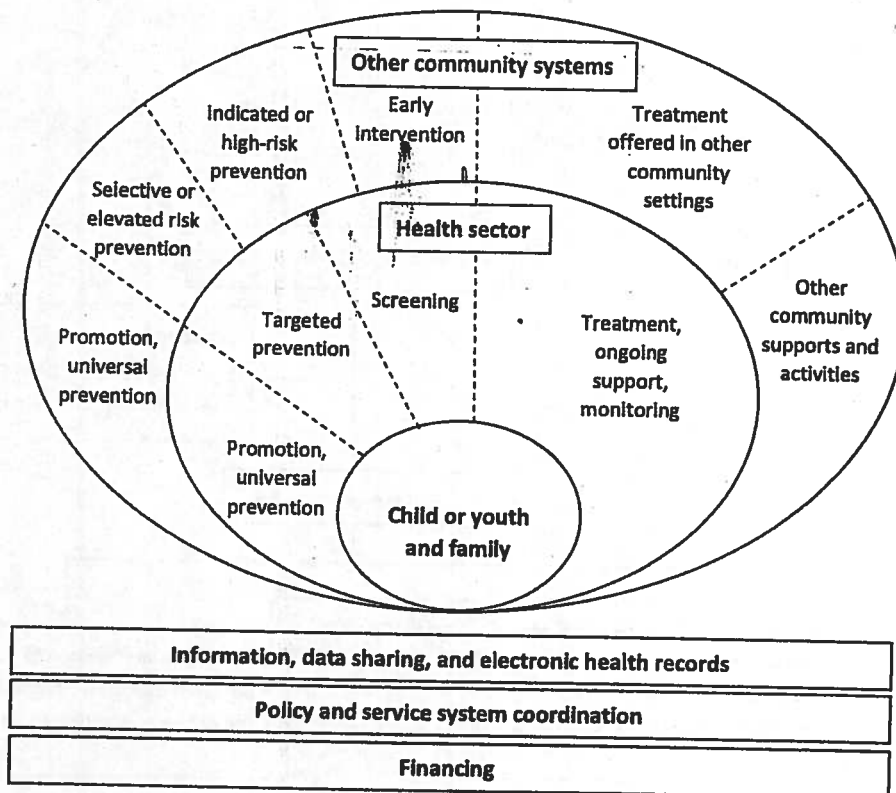 Other community systems
Early
intervention
Indicated or
high-risk
prevention
Selective or
elevated risk
prevention
Promotion,
universal
prevention
Treatment
offered in other
community
settings
Other
community
supports and
activities
Health sector
Screening
Targeted
prevention
Promotion,
universal
prevention
Treatment,
ongoing
support,
monitoring
Child or youth
and family
Information, data sharing, and electronic health records
Policy and service system coordination
Financing